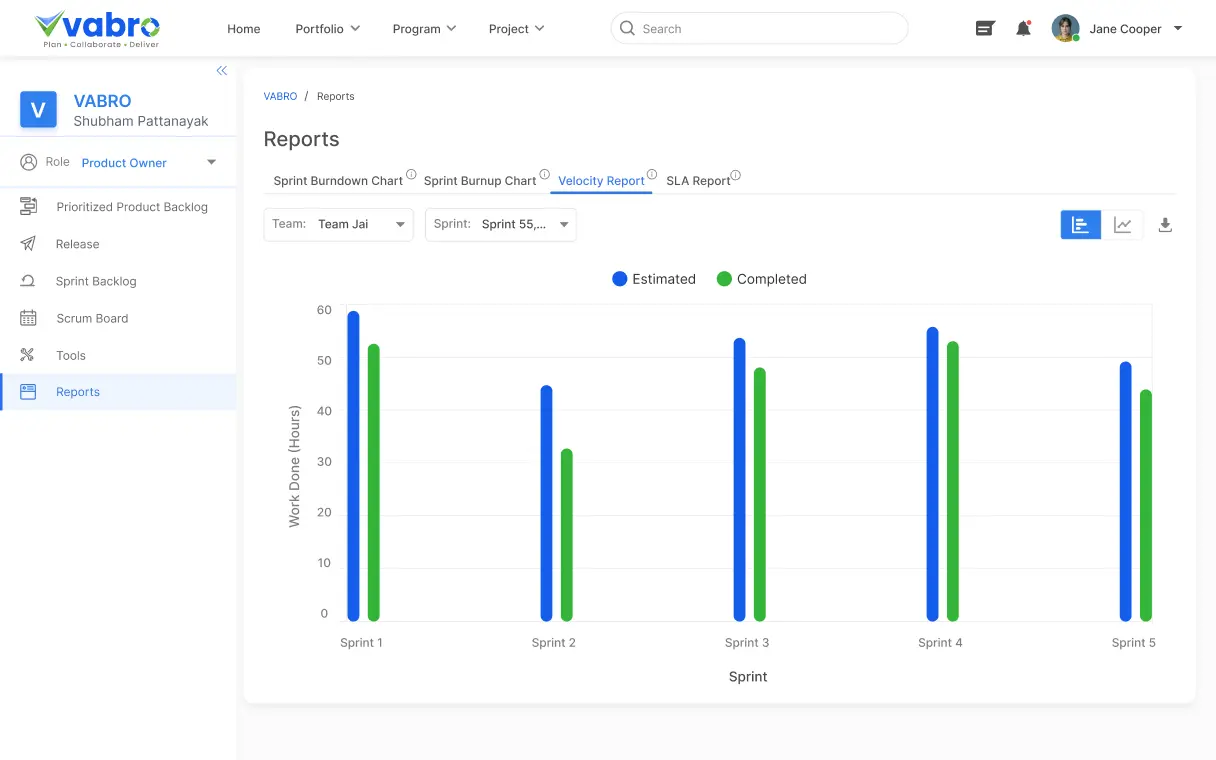 vabro
Plan • Collaborate • Deliver
Home
Portfolio
Program
Project
Search
Jane Cooper
V
VABRO
Shubham Pattanayak
Role Product Owner
Prioritized Product Backlog
Release
Sprint Backlog
Scrum Board
Tools
Reports
VABRO / Reports
Reports
Sprint Burndown Chart
Sprint Burnup Chart
Velocity Report
SLA Report
Team: Team Jai
Sprint: Sprint 55,...
Estimated
Completed
60
50
40
30
20
10
0
Work Done (Hours)
Sprint 1
Sprint 2
Sprint 3
Sprint 4
Sprint 5
Sprint